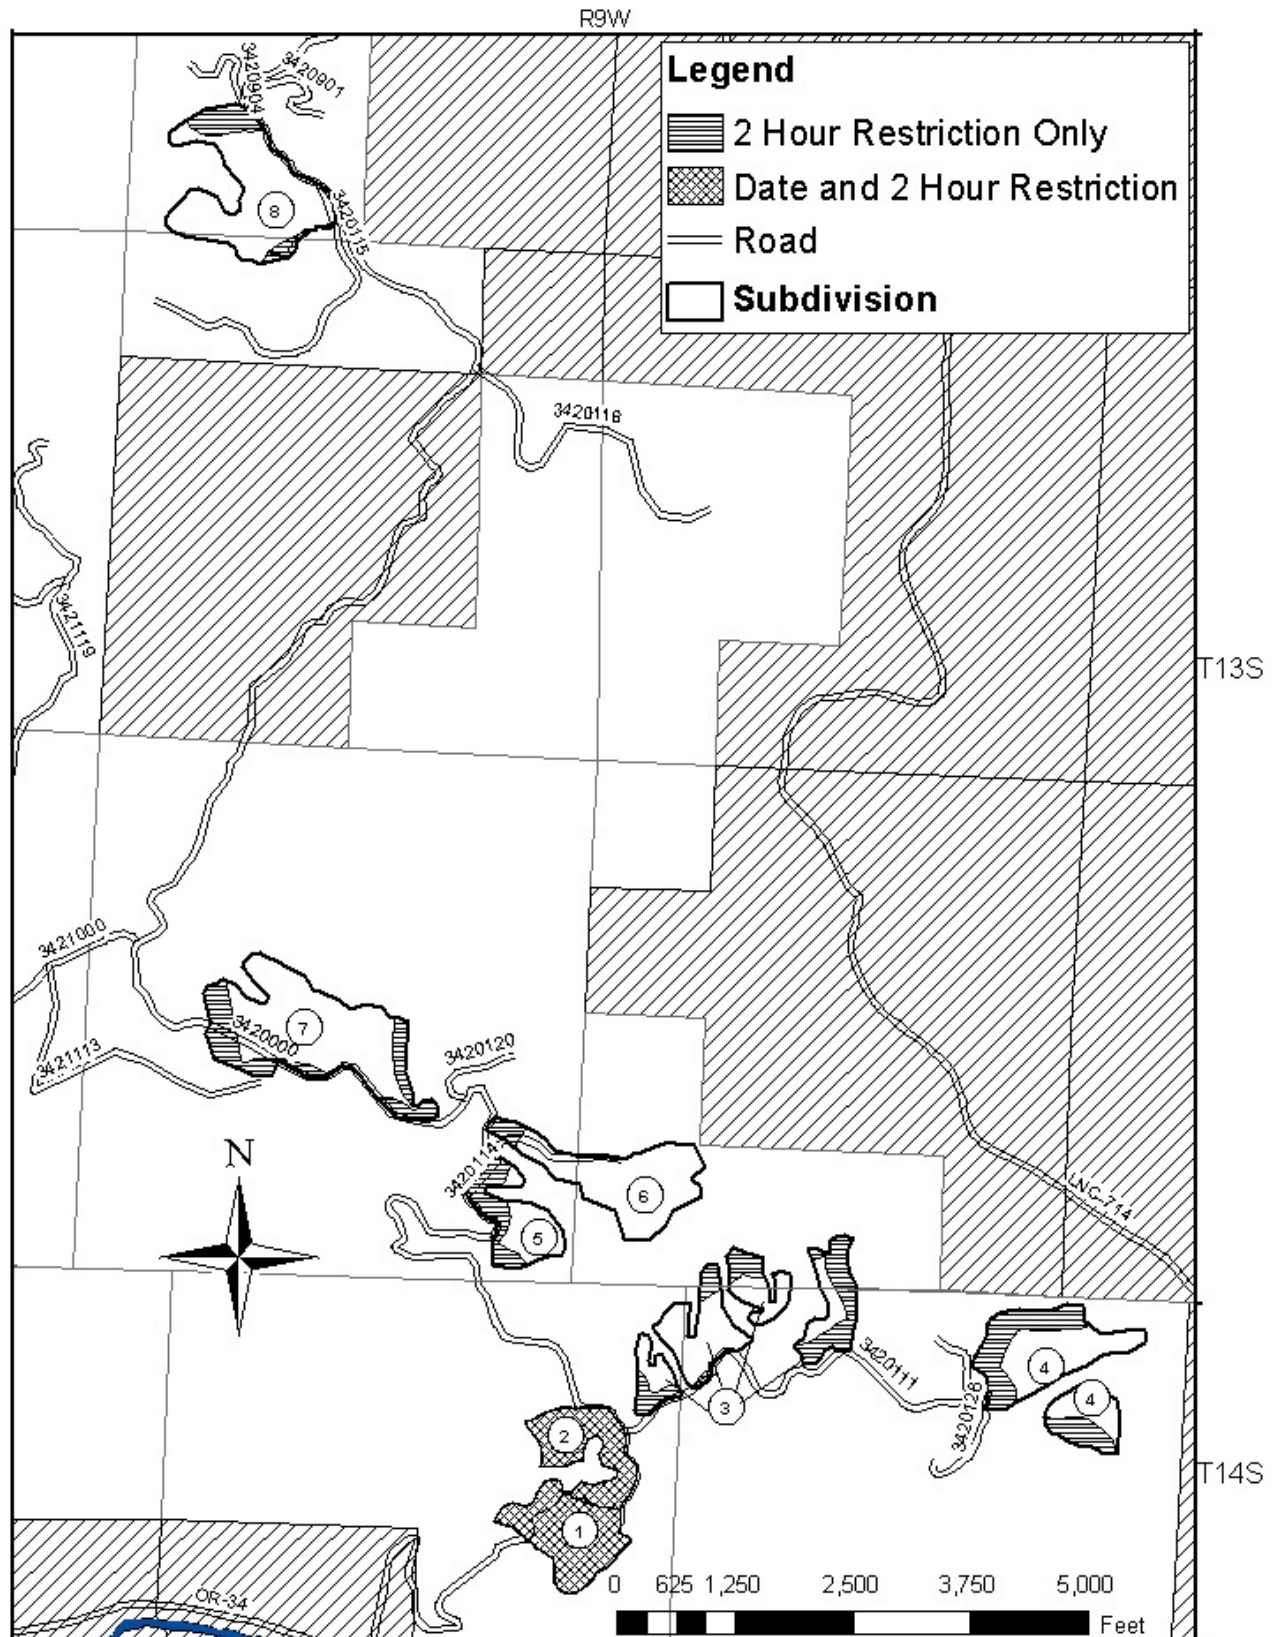 R9W
Legend
2 Hour Restriction Only
Date and 2 Hour Restriction
Road
Subdivision
3420904
3420901
8
3420115
3420116
3421119
T13S
3421000
7
3420000
3421113
3420120
N
3420114
6
5
LNC-714
3420111
4
4
3
3420126
2
T14S
1
0 625 1,250 2,500 3,750 5,000
Feet
OR-34